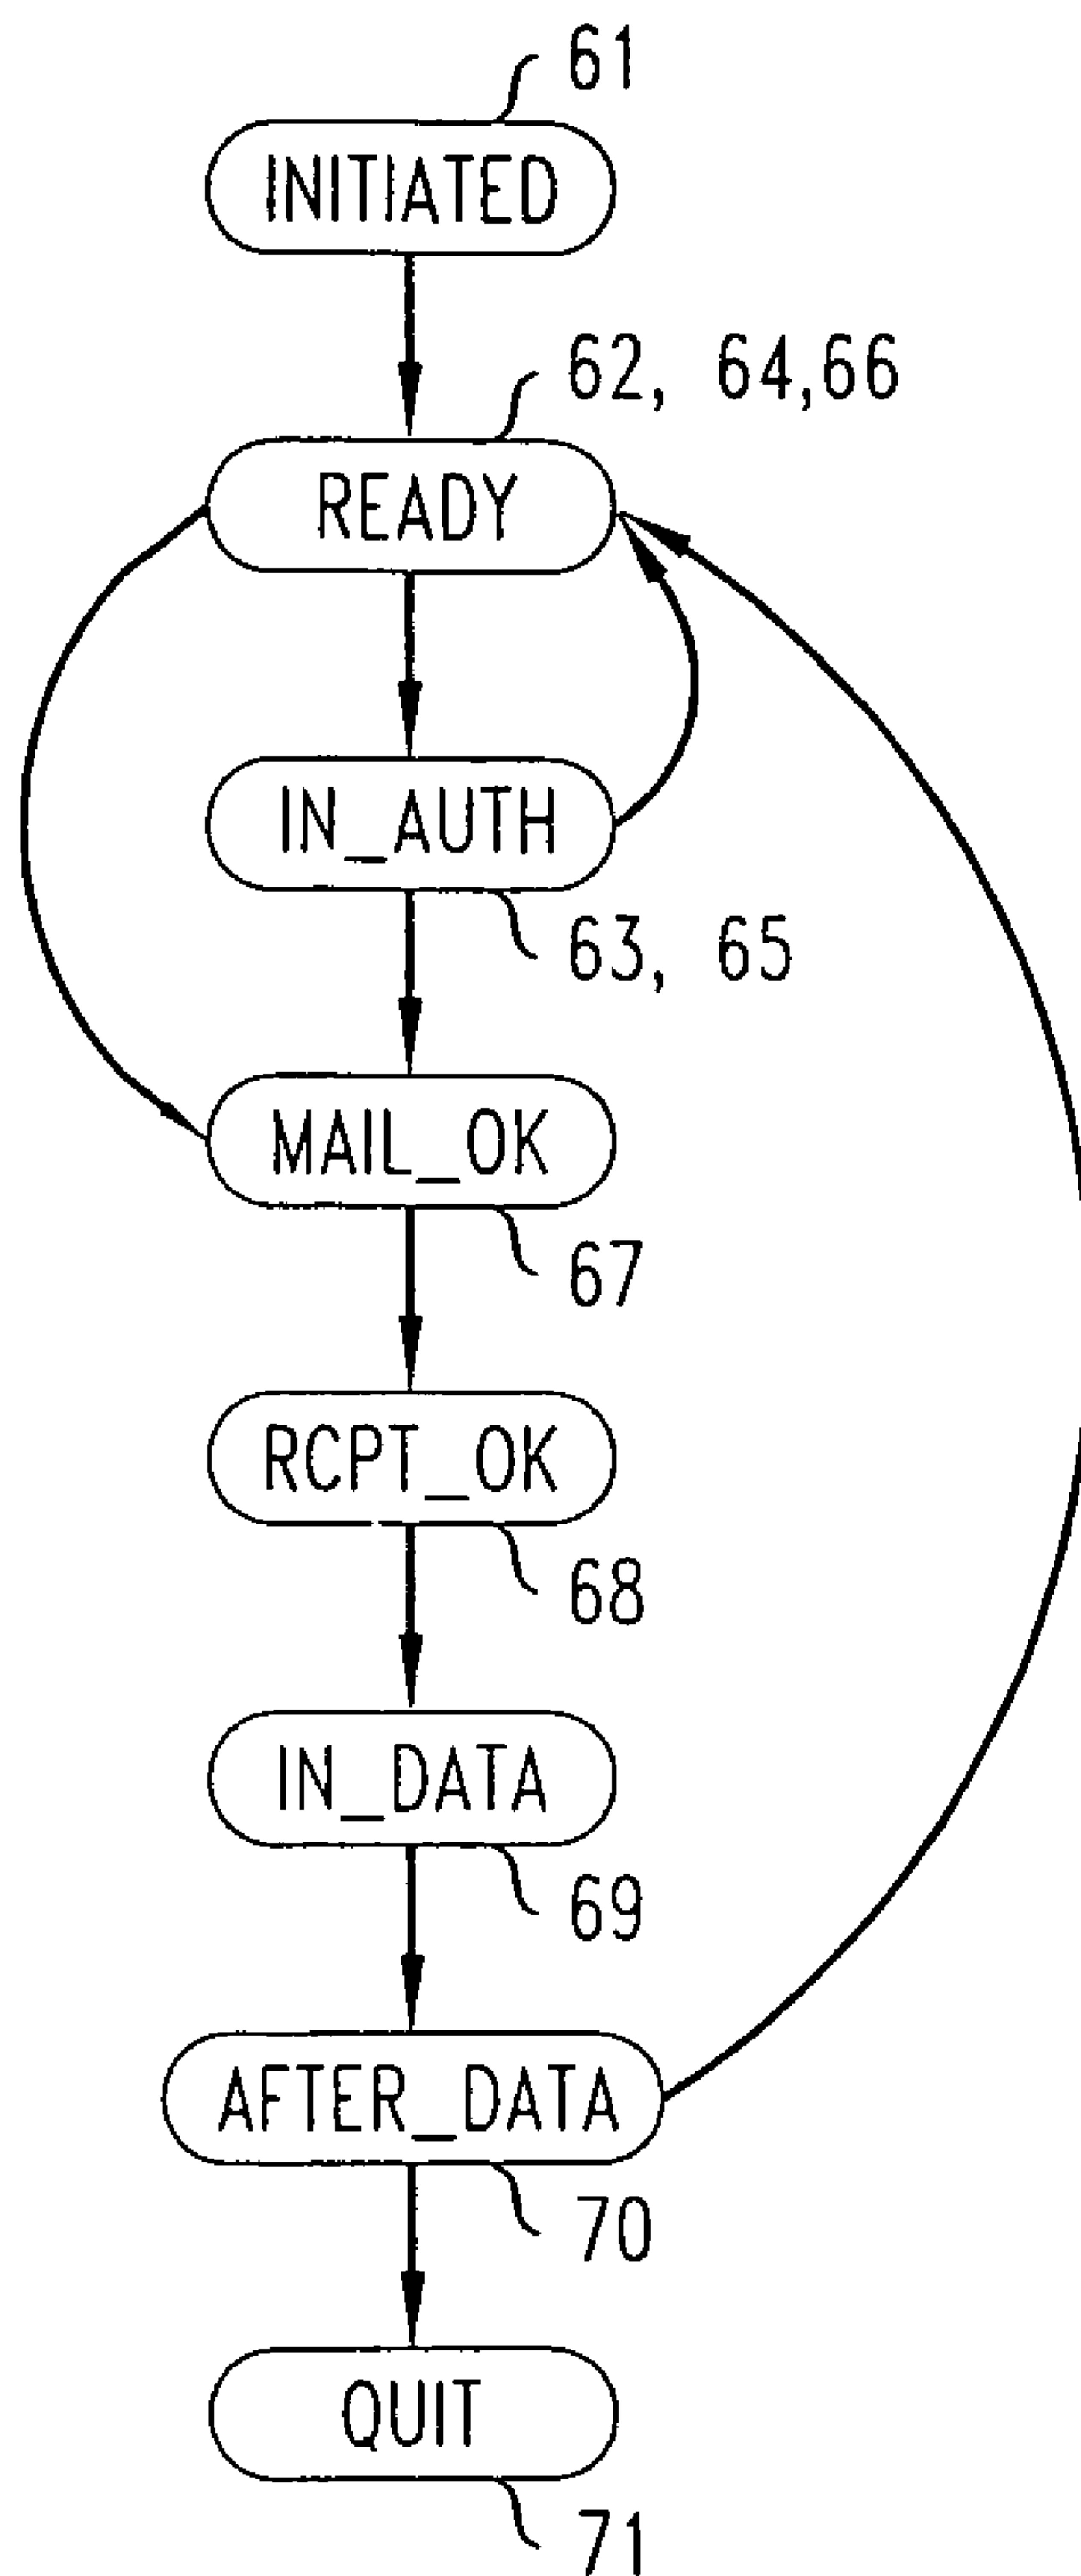 61
INITIATED
62, 64,66
READY
IN_AUTH
63, 65
MAIL_OK
67
RCPT_OK
68
IN_DATA
69
AFTER_DATA
70
QUIT
71